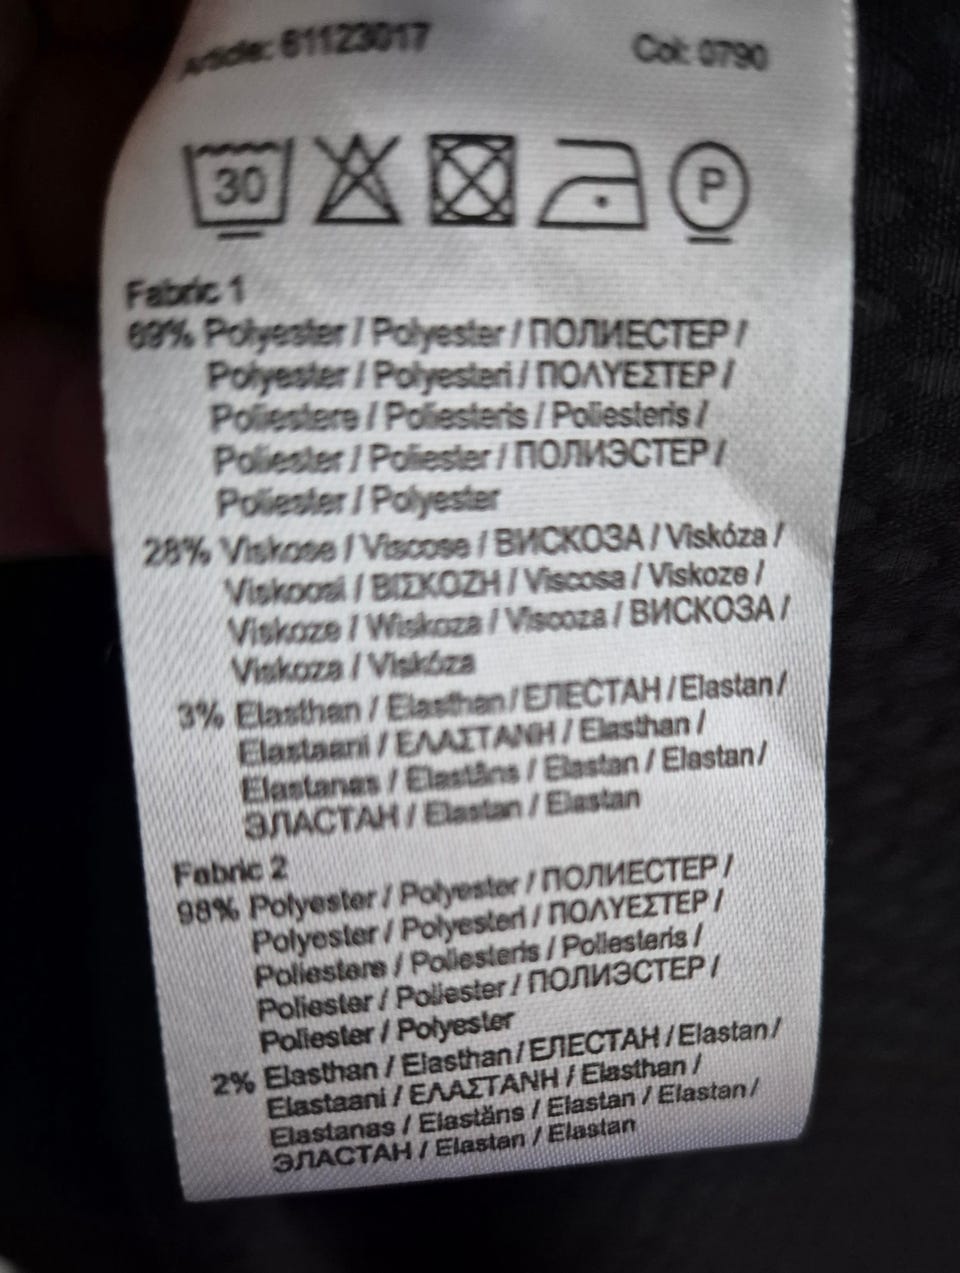 Article: 61123017 Col: 0790
30 P
Fabric 1
69% Polyester / Polyester / ПОЛИЕСТЕР /
Polyester / Polyesteri / ΠΟΛΥΕΣΤΕΡ /
Poliestere / Poliesteris / Poliesteris /
Poliester / Poliester / ПОЛИЭСТЕР /
Poliester / Polyester
28% Viskose / Viscose / ВИСКОЗА / Viskóza /
Viskoosi / ΒΙΣΚΟΖΗ / Viscosa / Viskoze /
Viskoze / Wiskoza / Viscoza / ВИСКОЗА /
Viskoza / Viskóza
3% Elasthan / Elasthan / ЕЛЕСТАН / Elastan /
Elastaani / ΕΛΑΣΤΑΝΗ / Elasthan /
Elastanas / Elastāns / Elastan / Elastan /
ЭЛАСТАН / Elastan / Elastan
Fabric 2
98% Polyester / Polyester / ПОЛИЕСТЕР /
Polyester / Polyesteri / ΠΟΛΥΕΣΤΕΡ /
Poliestere / Poliesteris / Poliesteris /
Poliester / Poliester / ПОЛИЭСТЕР /
Poliester / Polyester
2% Elasthan / Elasthan / ЕЛЕСТАН / Elastan /
Elastaani / ΕΛΑΣΤΑΝΗ / Elasthan /
Elastanas / Elastāns / Elastan / Elastan /
ЭЛАСТАН / Elastan / Elastan